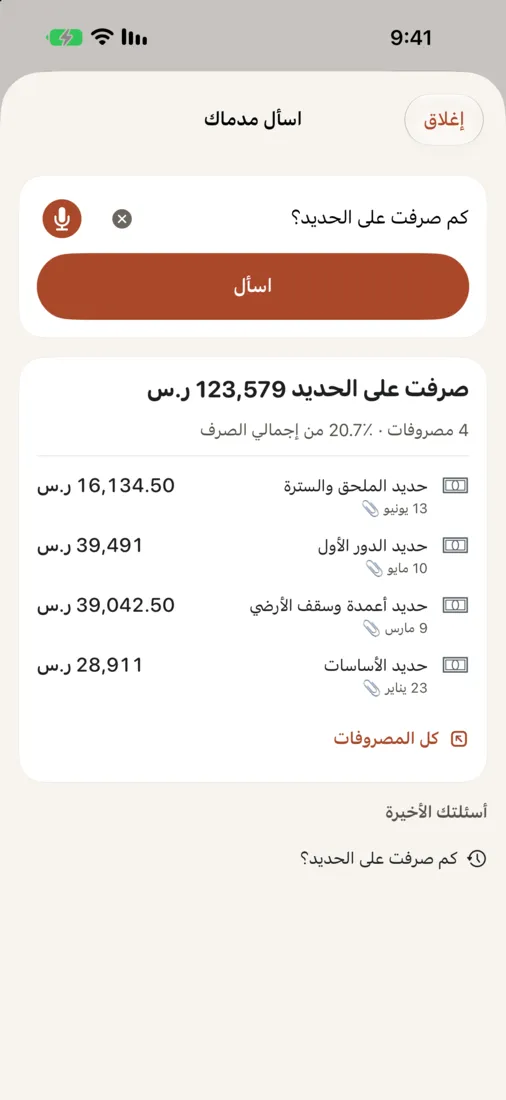 9:41
اسأل مدماك
إغلاق
كم صرفت على الحديد؟
اسأل
صرفت على الحديد 123,579 ر.س
4 مصروفات · 20.7٪ من إجمالي الصرف
حديد الملحق والسترة 16,134.50 ر.س
13 يونيو
حديد الدور الأول 39,491 ر.س
10 مايو
حديد أعمدة وسقف الأرضي 39,042.50 ر.س
9 مارس
حديد الأساسات 28,911 ر.س
23 يناير
كل المصروفات
أسئلتك الأخيرة
كم صرفت على الحديد؟